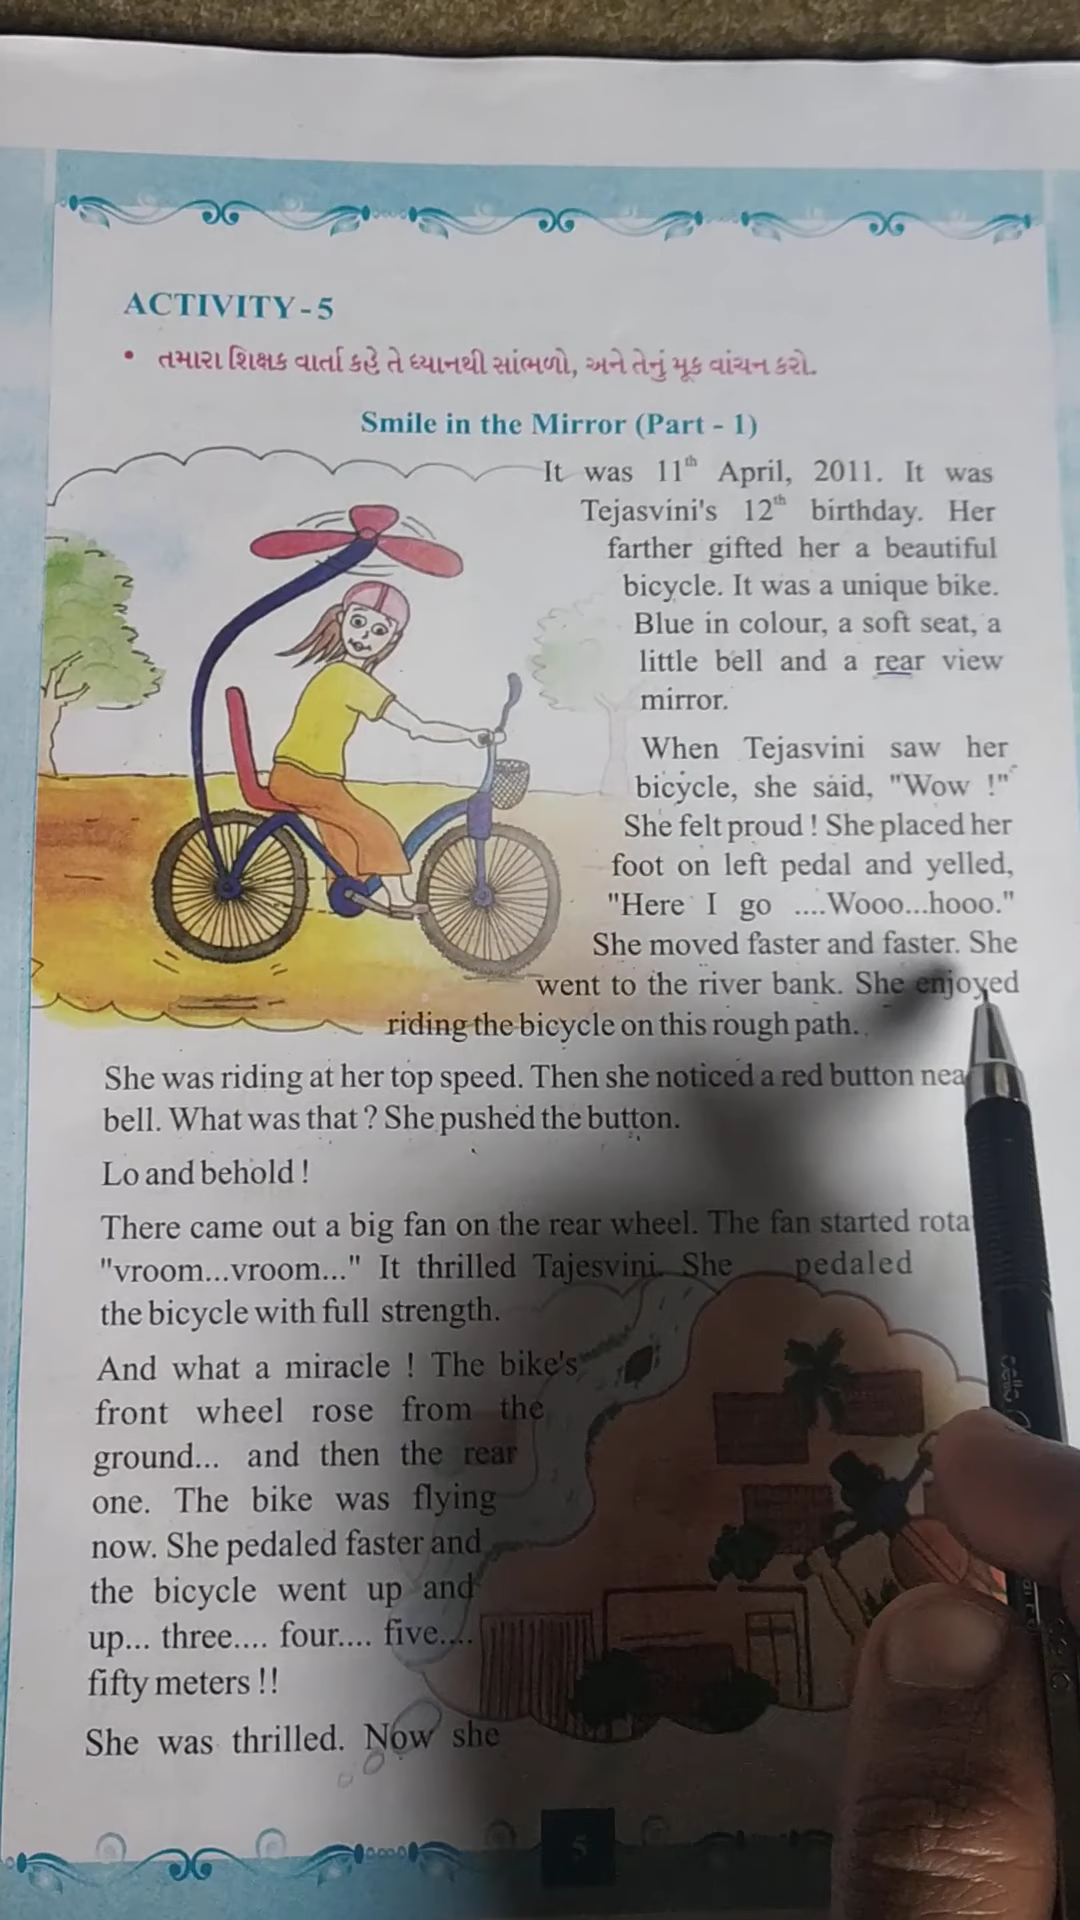 ACTIVITY - 5
• તમારા શિક્ષક વાર્તા કહે તે ધ્યાનથી સાંભળો, અને તેનું મૂક વાંચન કરો.
Smile in the Mirror (Part - 1)
It was 11th April, 2011. It was
Tejasvini's 12th birthday. Her
farther gifted her a beautiful
bicycle. It was a unique bike.
Blue in colour, a soft seat, a
little bell and a rear view
mirror.
When Tejasvini saw her
bicycle, she said, "Wow !"
She felt proud ! She placed her
foot on left pedal and yelled,
"Here I go ....Wooo...hooo."
She moved faster and faster. She
went to the river bank. She enjoyed
riding the bicycle on this rough path.
She was riding at her top speed. Then she noticed a red button nea
bell. What was that ? She pushed the button.
Lo and behold !
There came out a big fan on the rear wheel. The fan started rota
"vroom...vroom..." It thrilled Tajesvini. She pedaled
the bicycle with full strength.
And what a miracle ! The bike's
front wheel rose from the
ground... and then the rear
one. The bike was flying
now. She pedaled faster and
the bicycle went up and
up... three.... four.... five....
fifty meters !!
She was thrilled. Now she
5
cello